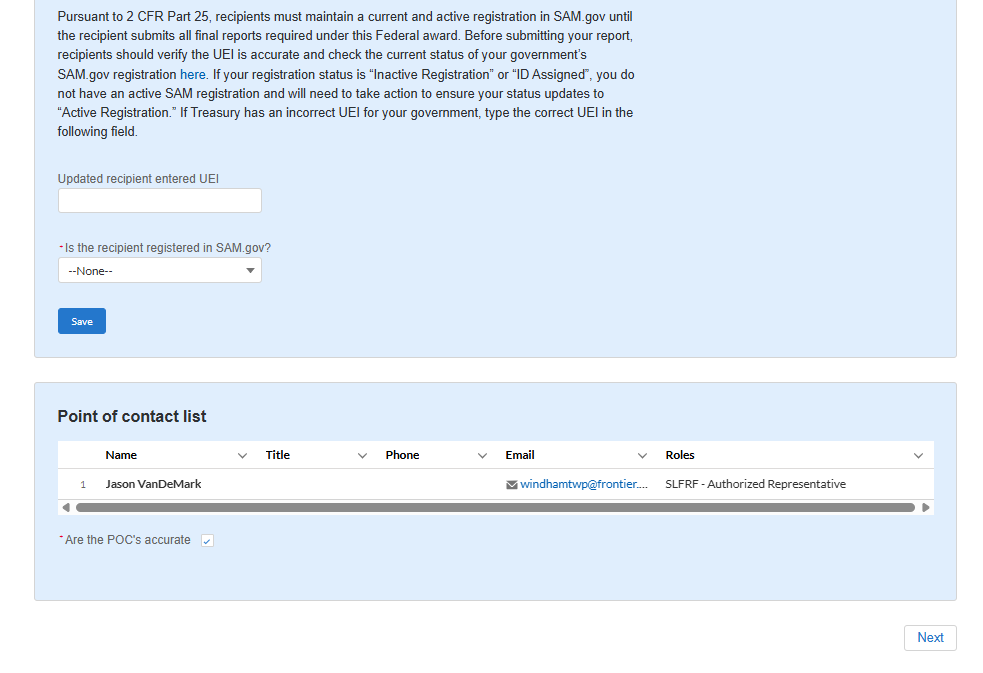 Pursuant to 2 CFR Part 25, recipients must maintain a current and active registration in SAM.gov until
the recipient submits all final reports required under this Federal award. Before submitting your report,
recipients should verify the UEI is accurate and check the current status of your government’s
SAM.gov registration here. If your registration status is “Inactive Registration” or “ID Assigned”, you do
not have an active SAM registration and will need to take action to ensure your status updates to
“Active Registration.” If Treasury has an incorrect UEI for your government, type the correct UEI in the
following field.
Updated recipient entered UEI
*Is the recipient registered in SAM.gov?
--None--
Save
Point of contact list
Name Title Phone Email Roles
1 Jason VanDeMark windhamtwp@frontier.... SLFRF - Authorized Representative
*Are the POC's accurate
Next